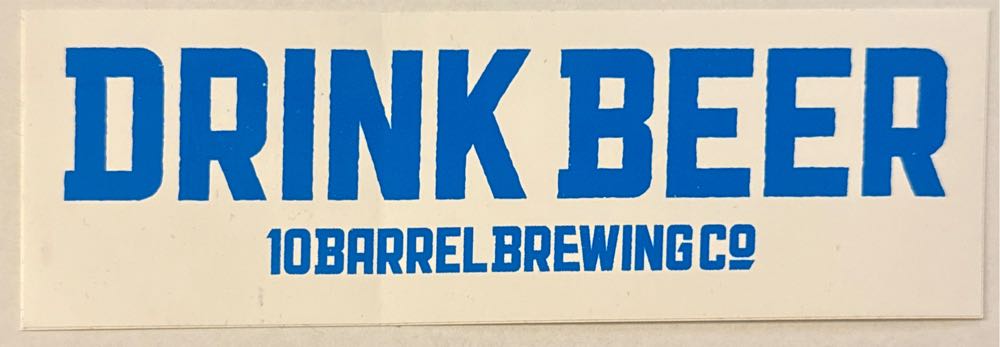 DRINK BEER
10 BARREL BREWING CO